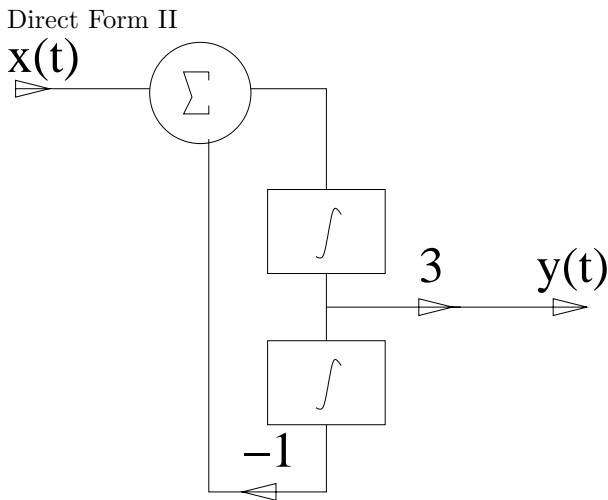 Direct Form II
x(t)
Σ
∫
3
y(t)
∫
−1